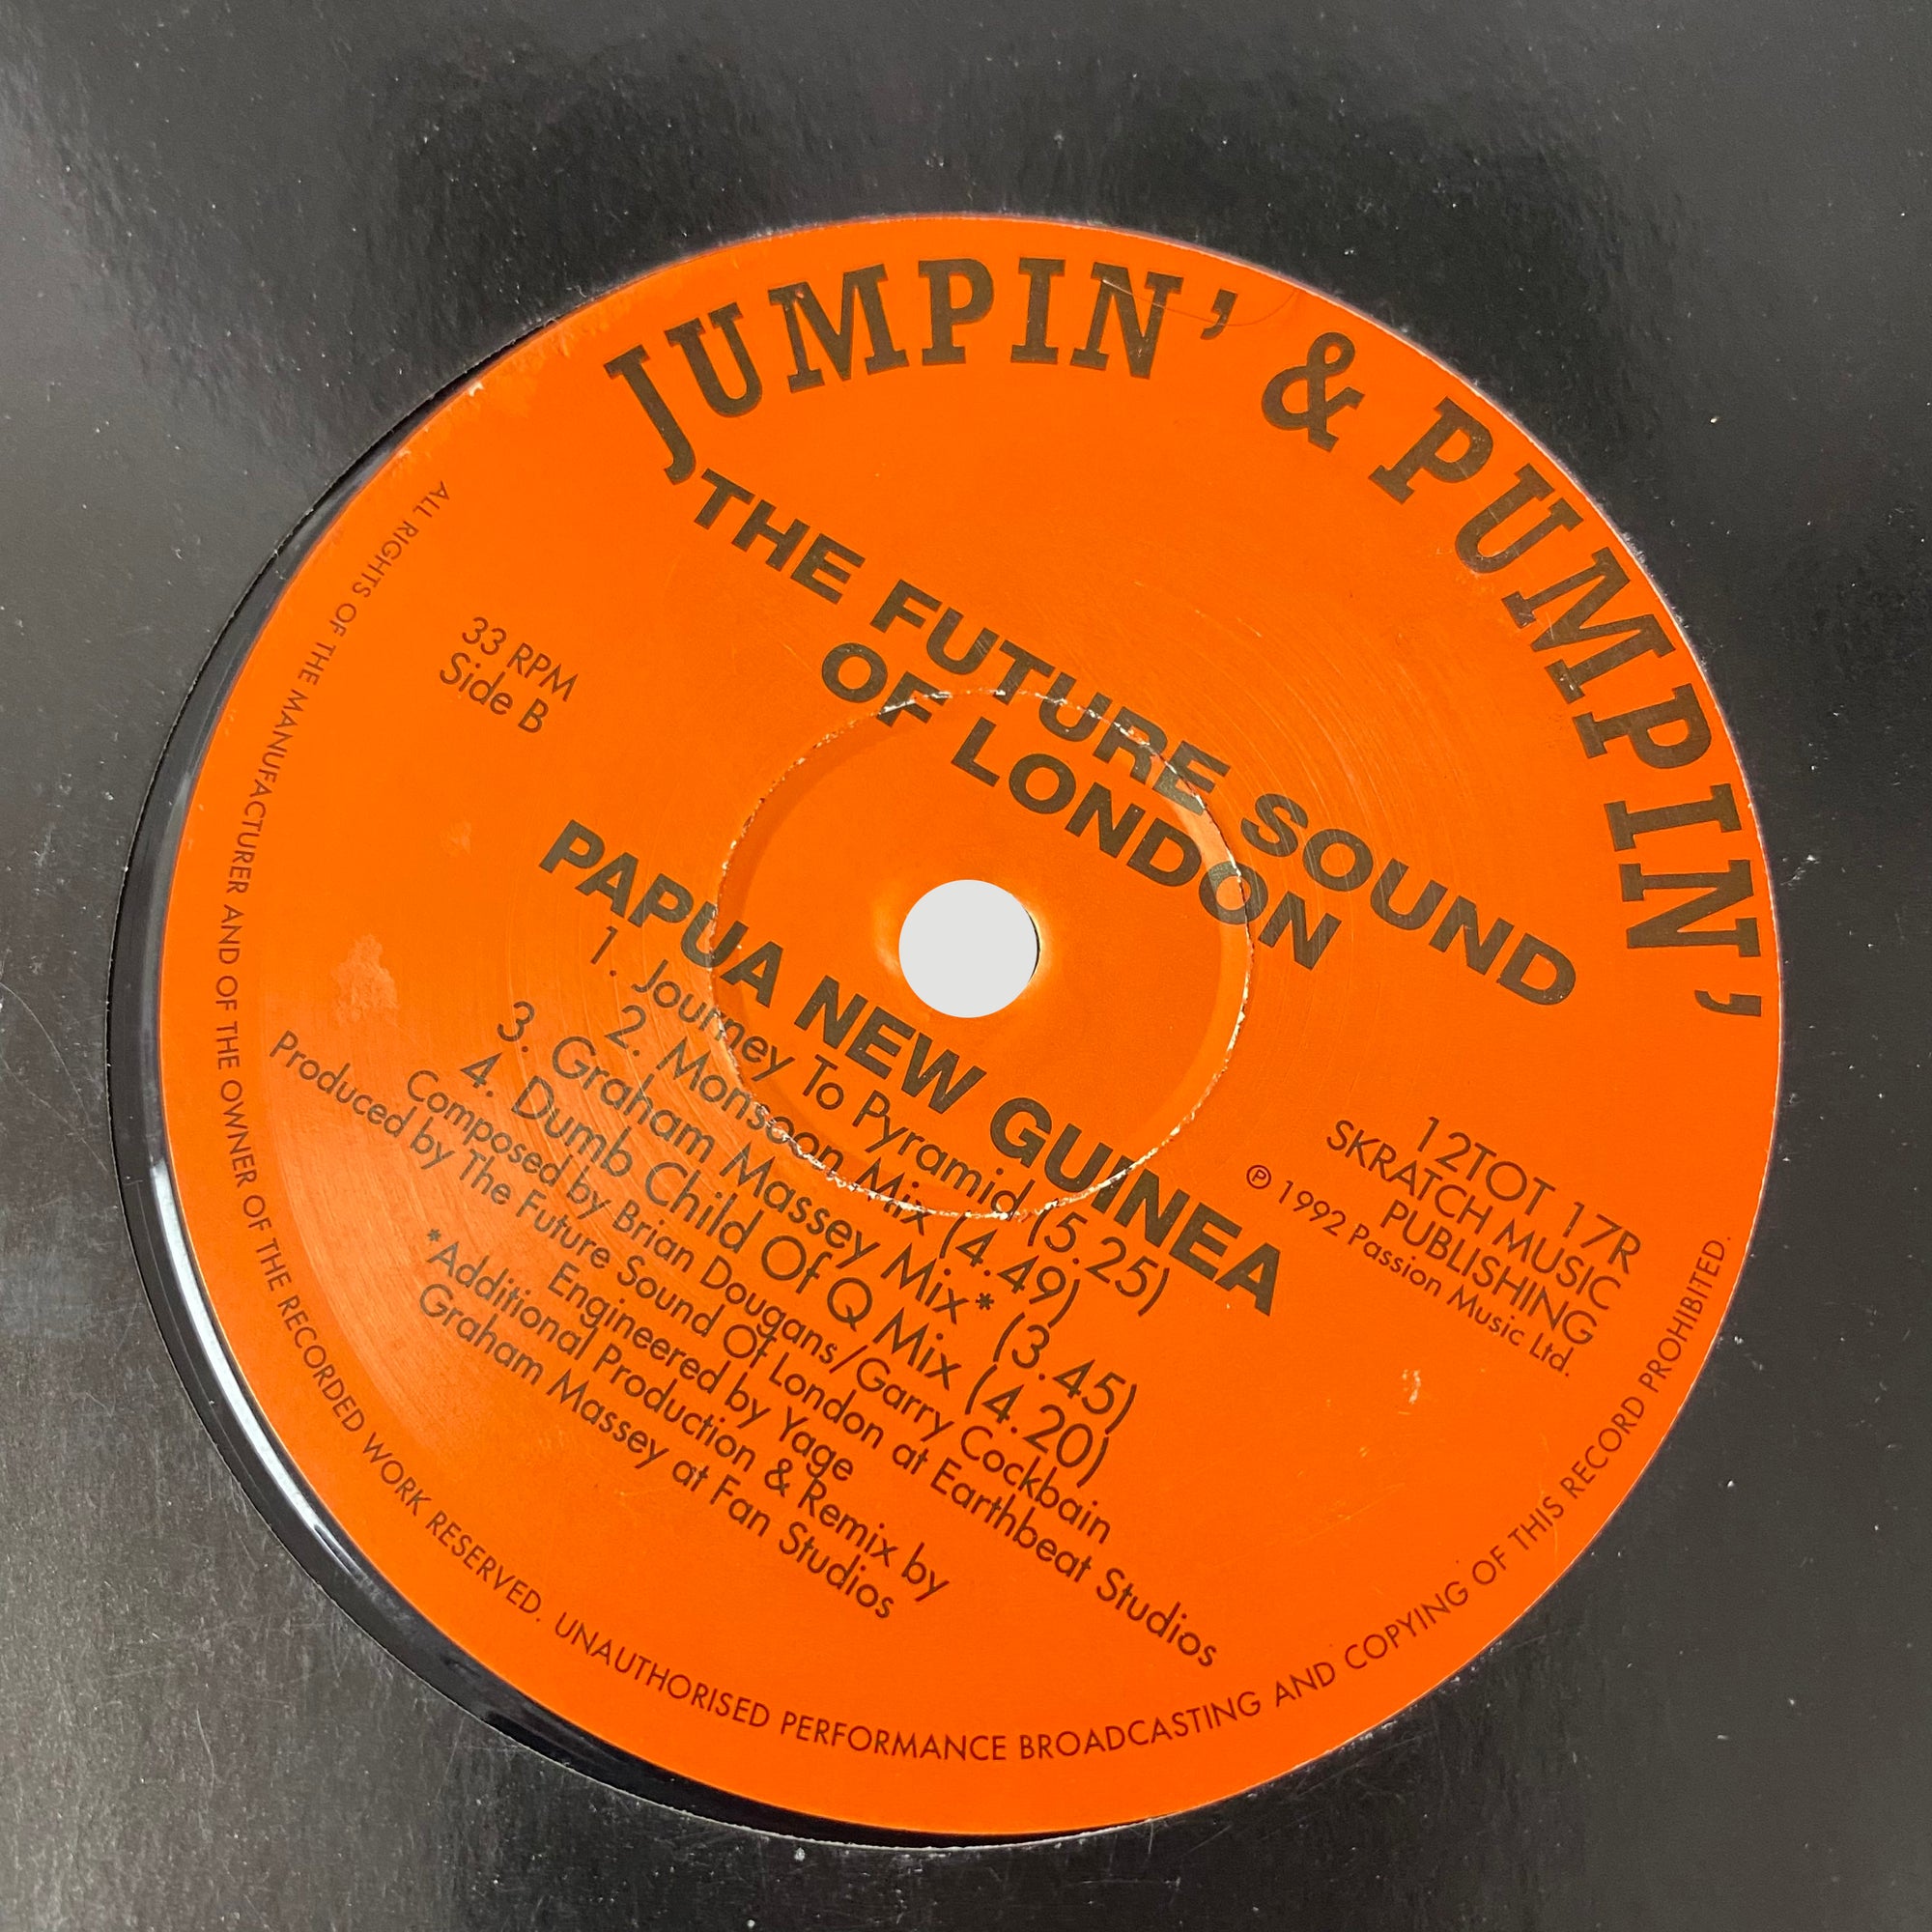 JUMPIN' & PUMPIN'
THE FUTURE SOUND
OF LONDON
33 RPM
Side B
PAPUA NEW GUINEA
1. Journey To Pyramid (5.25)
2. Monsoon Mix (4.49)
3. Graham Massey Mix* (3.45)
4. Dumb Child Of Q Mix (4.20)
Composed by Brian Dougans/Garry Cockbain
Produced by The Future Sound Of London at Earthbeat Studios
Engineered by Yage
*Additional Production & Remix by
Graham Massey at Fan Studios
12TOT 17R
SKRATCH MUSIC
PUBLISHING
℗ 1992 Passion Music Ltd.
ALL RIGHTS OF THE MANUFACTURER AND OF THE OWNER OF THE RECORDED WORK RESERVED. UNAUTHORISED PERFORMANCE BROADCASTING AND COPYING OF THIS RECORD PROHIBITED.